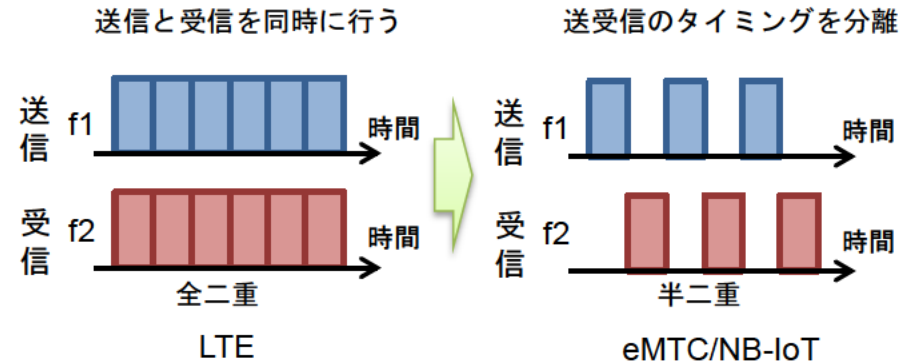 送信と受信を同時に行う
送信
f1
時間
受信
f2
時間
全二重
LTE
送受信のタイミングを分離
送信
f1
時間
受信
f2
時間
半二重
eMTC/NB-IoT